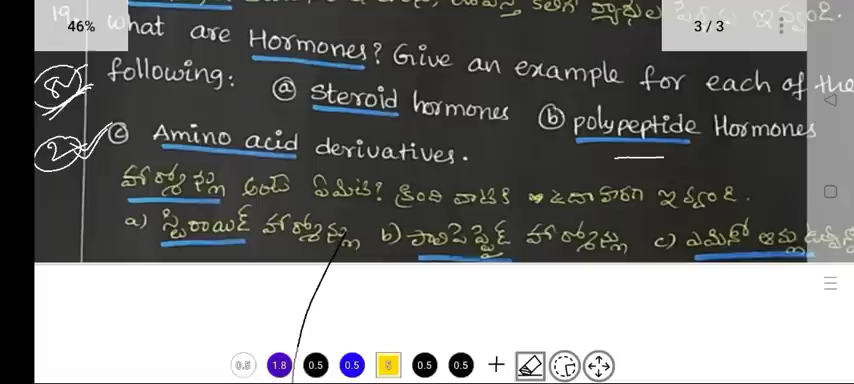 46%
3 / 3
19. What are Hormones? Give an example for each of the
following: ⓐ steroid hormones ⓑ polypeptide Hormones
ⓒ Amino acid derivatives.
హార్మోన్లు అంటే ఏమిటి? క్రింది వాటికి ఉదాహరణ ఇవ్వండి.
a) స్టిరాయిడ్ హార్మోన్లు b) పాలిపెప్టైడ్ హార్మోన్లు c) ఎమినో ఆమ్ల
0.5 1.8 0.5 0.5 5 0.5 0.5